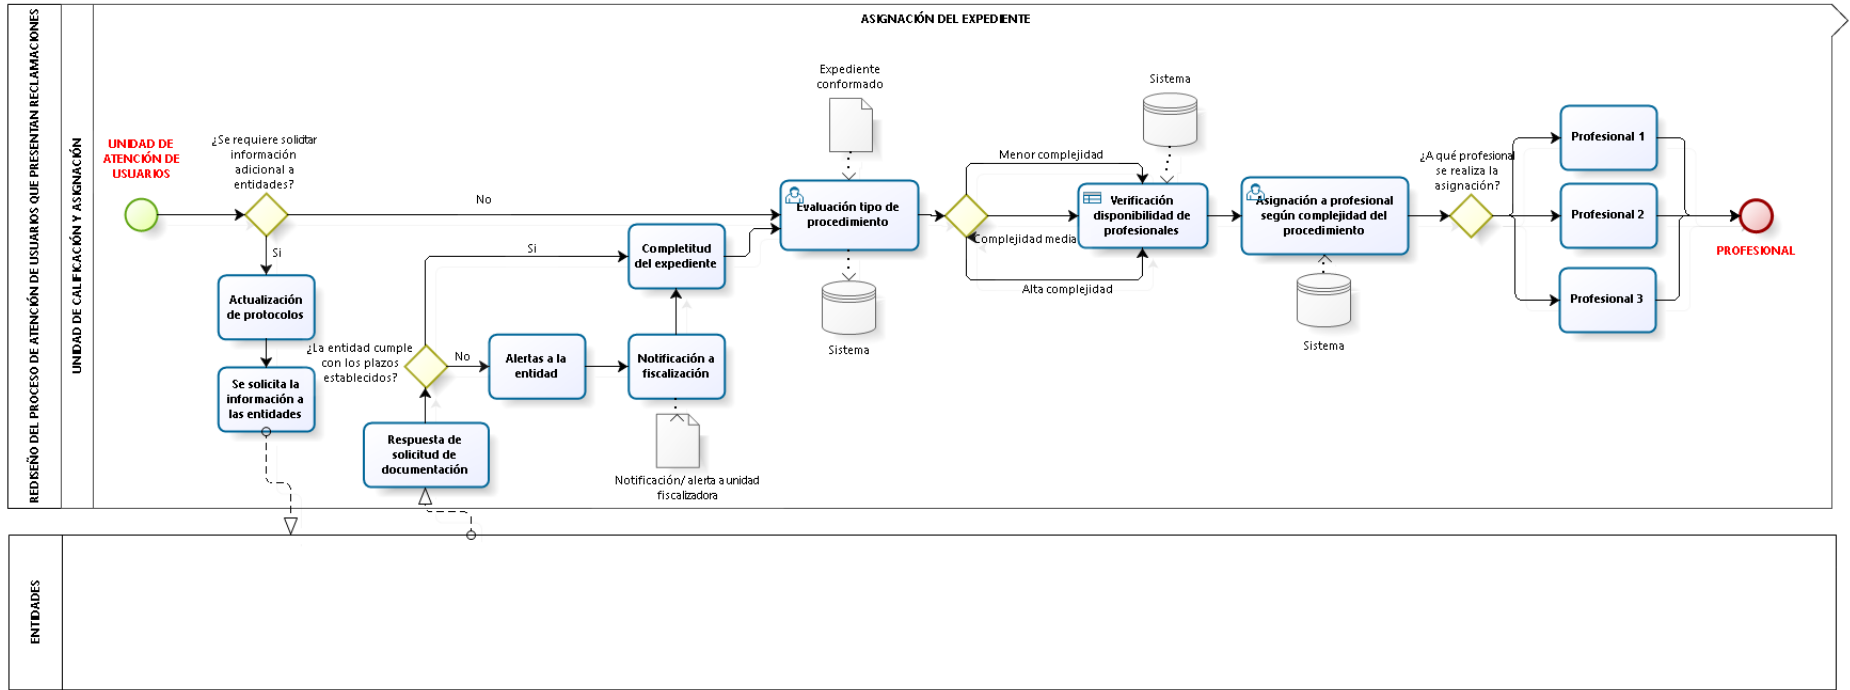 ASIGNACIÓN DEL EXPEDIENTE
REDISEÑO DEL PROCESO DE ATENCIÓN DE USUARIOS QUE PRESENTAN RECLAMACIONES
UNIDAD DE CALIFICACIÓN Y ASIGNACIÓN
UNIDAD DE
ATENCIÓN DE
USUARIOS
¿Se requiere solicitar
información
adicional a
entidades?
No
Si
Actualización
de protocolos
Se solicita la
información a
las entidades
¿La entidad cumple
con los plazos
establecidos?
Si
No
Respuesta de
solicitud de
documentación
Alertas a la
entidad
Notificación a
fiscalización
Notificación/ alerta a unidad
fiscalizadora
Completitud
del expediente
Expediente
conformado
Evaluación tipo de
procedimiento
Sistema
Menor complejidad
Complejidad media
Alta complejidad
Sistema
Verificación
disponibilidad de
profesionales
Asignación a profesional
según complejidad del
procedimiento
Sistema
¿A qué profesional
se realiza la
asignación?
Profesional 1
Profesional 2
Profesional 3
PROFESIONAL
ENTIDADES